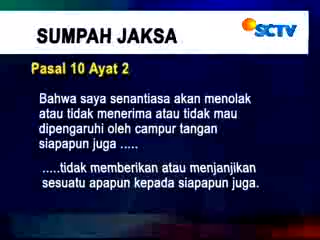 SUMPAH JAKSA
SCTV
Pasal 10 Ayat 2
Bahwa saya senantiasa akan menolak
atau tidak menerima atau tidak mau
dipengaruhi oleh campur tangan
siapapun juga .....
.....tidak memberikan atau menjanjikan
sesuatu apapun kepada siapapun juga.